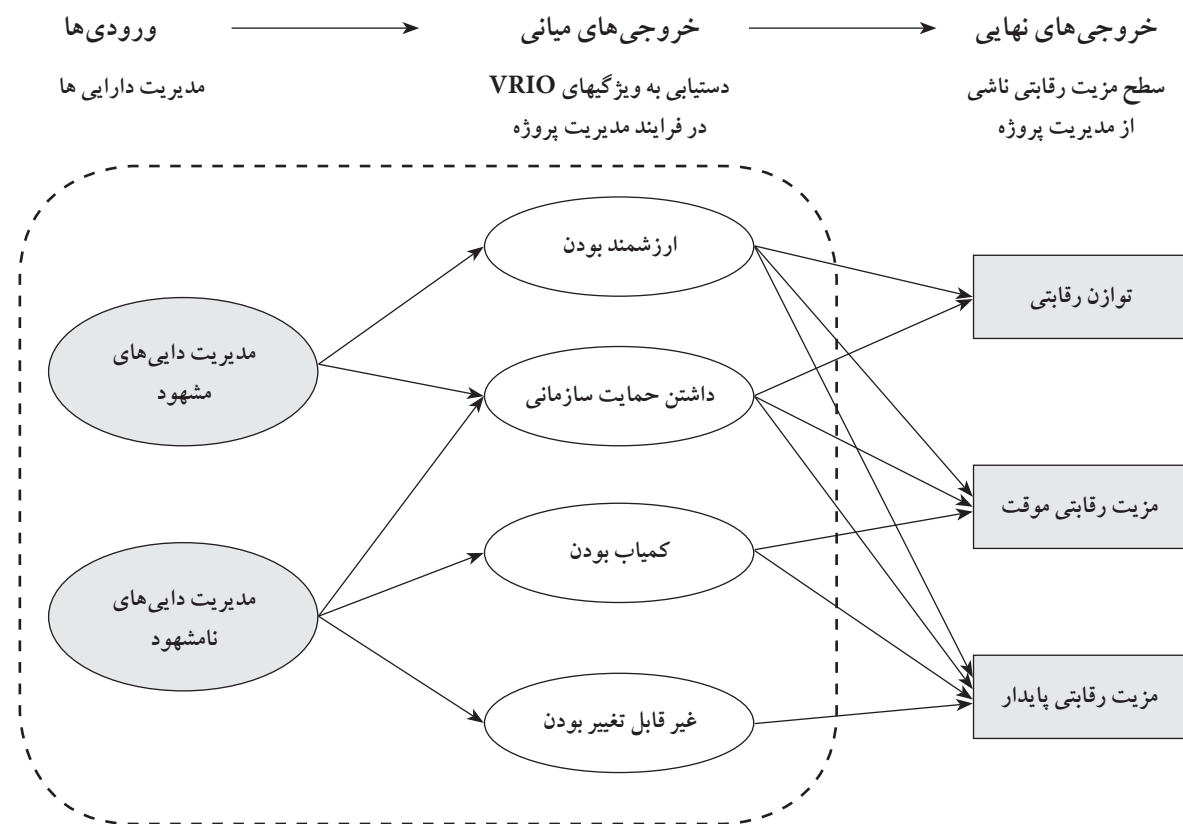 ورودی‌ها
خروجی‌های میانی
خروجی‌های نهایی
مدیریت دارایی ها
دستیابی به ویژگیهای VRIO
در فرایند مدیریت پروژه
سطح مزیت رقابتی ناشی
از مدیریت پروژه
مدیریت دایی‌های
مشهود
مدیریت دایی‌های
نامشهود
ارزشمند بودن
داشتن حمایت سازمانی
کمیاب بودن
غیر قابل تغییر بودن
توازن رقابتی
مزیت رقابتی موقت
مزیت رقابتی پایدار